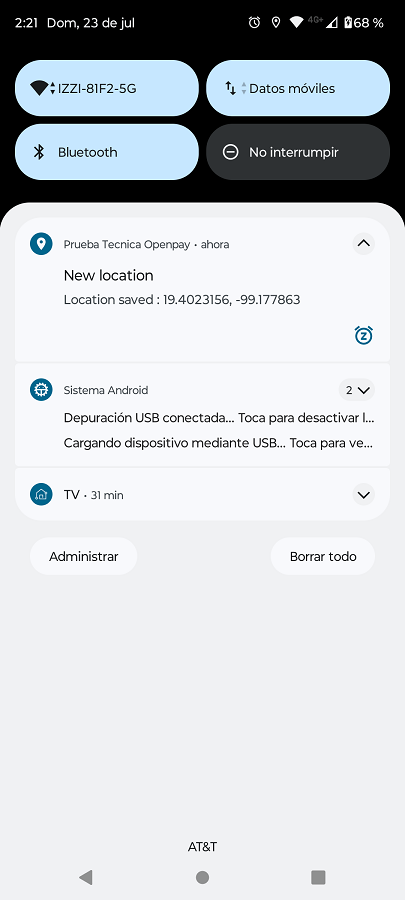 2:21 Dom, 23 de jul 4G+ 68 %
IZZI-81F2-5G Datos móviles
Bluetooth No interrumpir
Prueba Tecnica Openpay • ahora
New location
Location saved : 19.4023156, -99.177863
Sistema Android 2
Depuración USB conectada... Toca para desactivar l...
Cargando dispositivo mediante USB... Toca para ve...
TV • 31 min
Administrar Borrar todo
AT&T